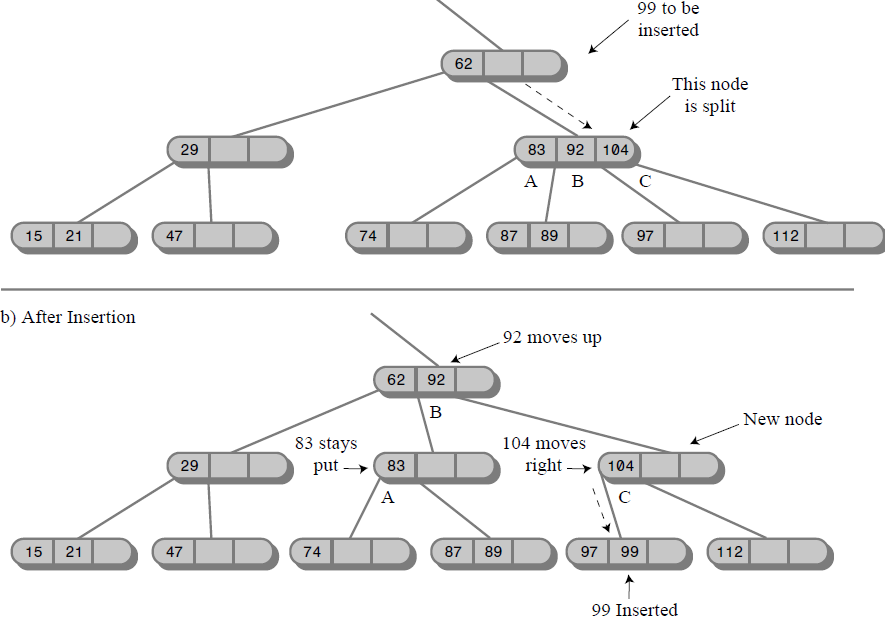 99 to be
inserted
62
This node
is split
29
83 92 104
A B C
15 21
47
74
87 89
97
112
b) After Insertion
92 moves up
62 92
B
New node
83 stays
put
104 moves
right
29
83
104
A
C
15 21
47
74
87 89
97 99
112
99 Inserted